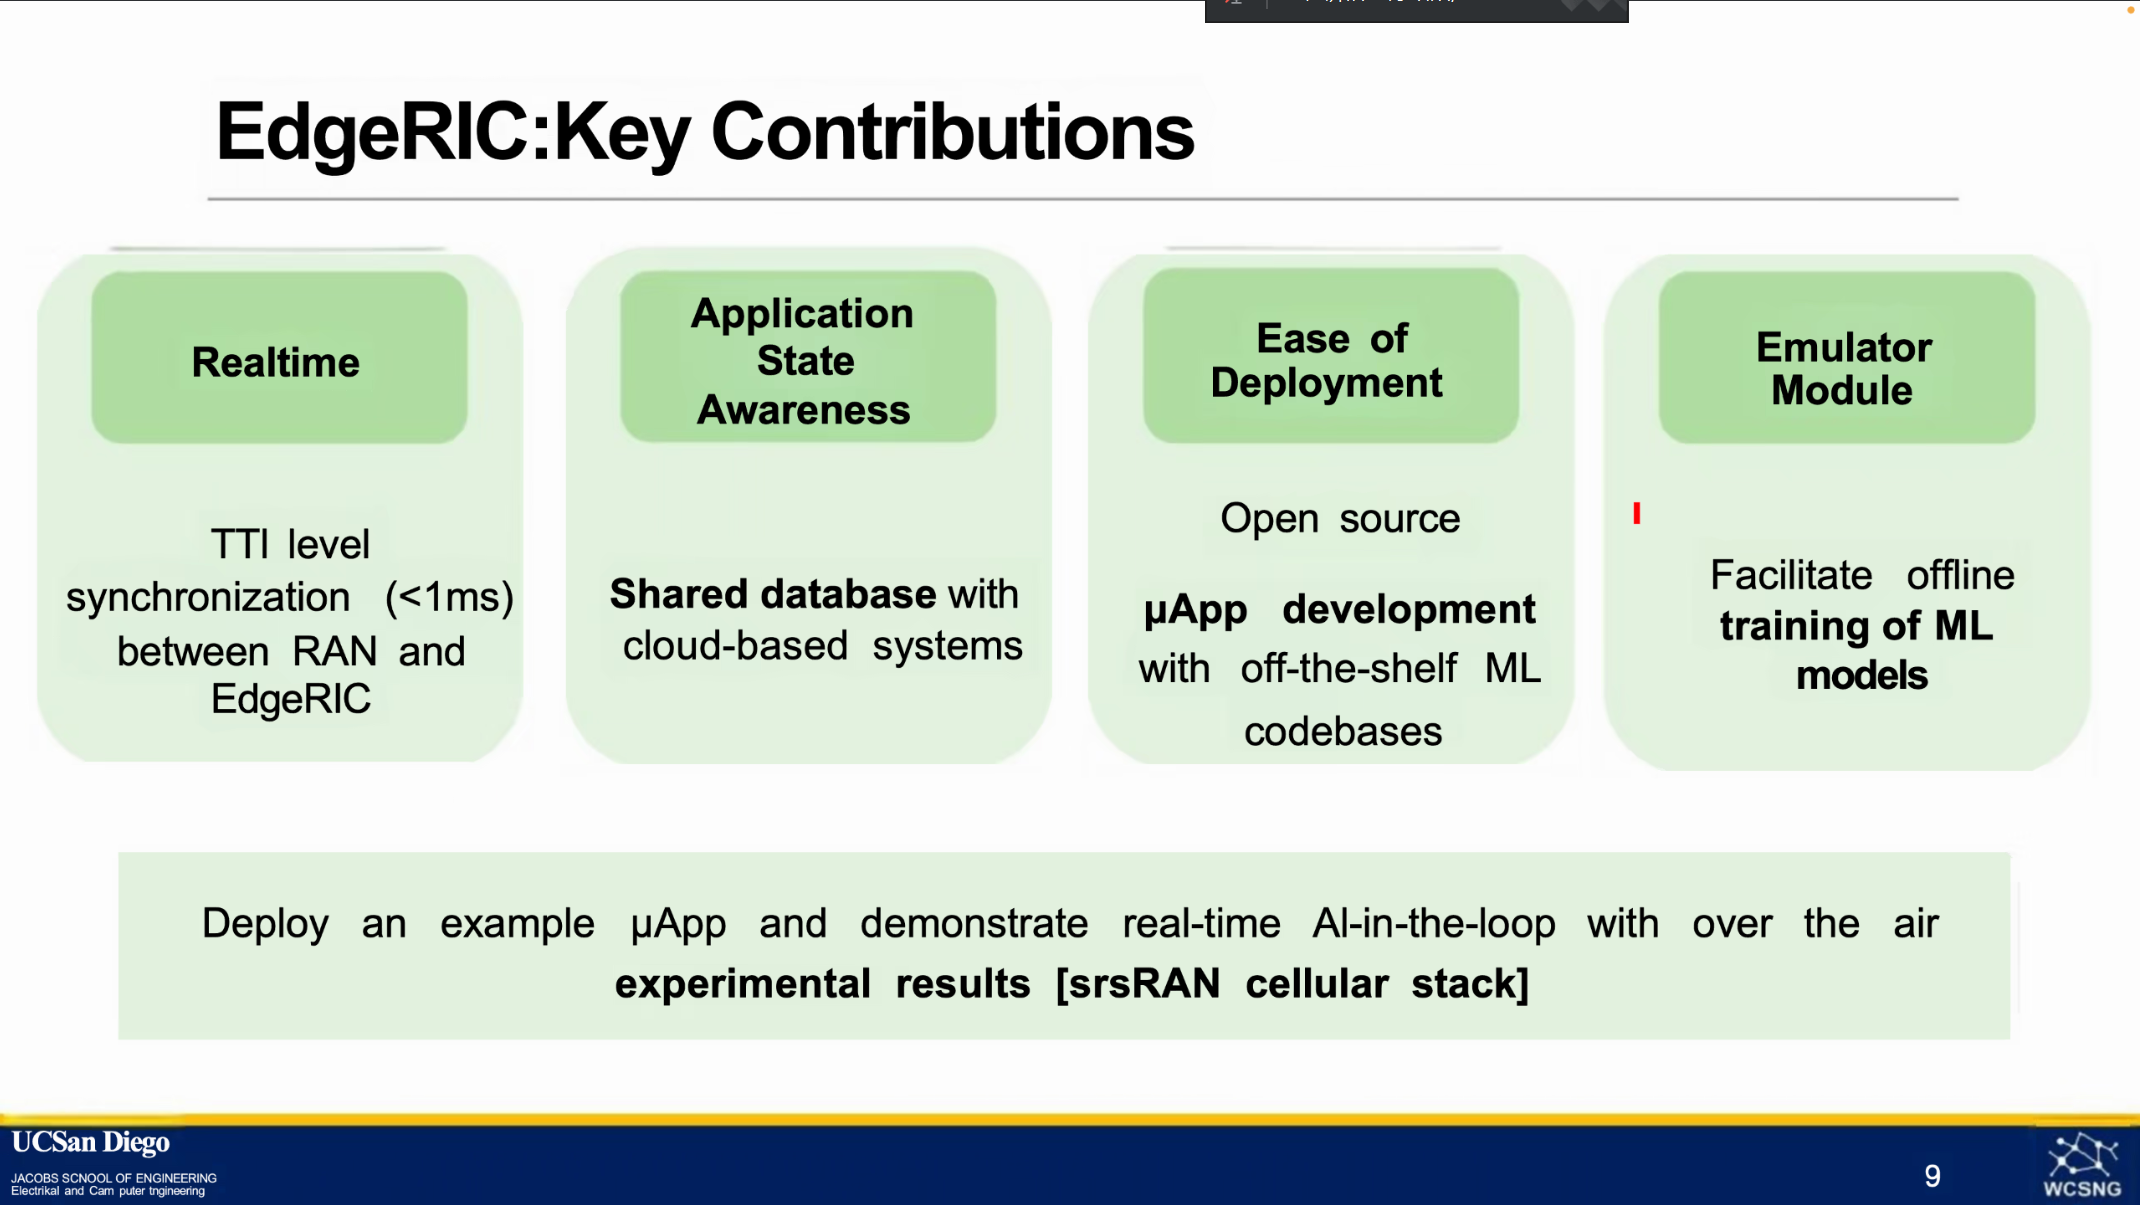 EdgeRIC:Key Contributions
Realtime
TTI level
synchronization (<1ms)
between RAN and
EdgeRIC
Application
State
Awareness
Shared database with
cloud-based systems
Ease of
Deployment
Open source
µApp development
with off-the-shelf ML
codebases
Emulator
Module
Facilitate offline
training of ML
models
Deploy an example µApp and demonstrate real-time AI-in-the-loop with over the air
experimental results [srsRAN cellular stack]
UCSan Diego
JACOBS SCNOOL OF ENGINEERING
Electrikal and Cam puter tngineering
9
WCSNG